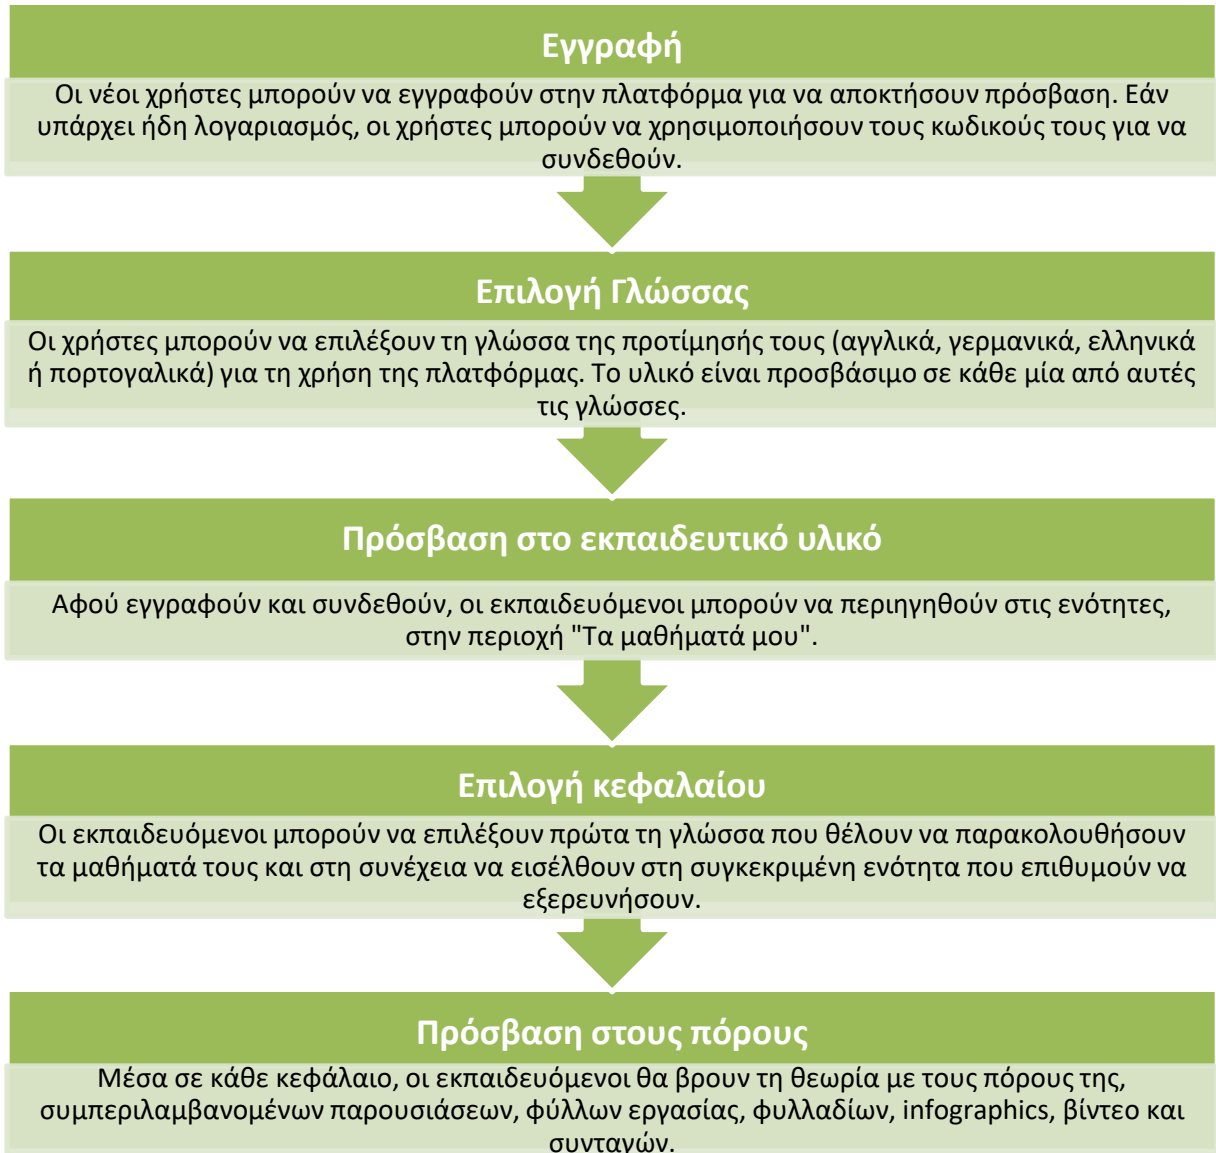 Εγγραφή
Οι νέοι χρήστες μπορούν να εγγραφούν στην πλατφόρμα για να αποκτήσουν πρόσβαση. Εάν
υπάρχει ήδη λογαριασμός, οι χρήστες μπορούν να χρησιμοποιήσουν τους κωδικούς τους για να
συνδεθούν.
Επιλογή Γλώσσας
Οι χρήστες μπορούν να επιλέξουν τη γλώσσα της προτίμησής τους (αγγλικά, γερμανικά, ελληνικά
ή πορτογαλικά) για τη χρήση της πλατφόρμας. Το υλικό είναι προσβάσιμο σε κάθε μία από αυτές
τις γλώσσες.
Πρόσβαση στο εκπαιδευτικό υλικό
Αφού εγγραφούν και συνδεθούν, οι εκπαιδευόμενοι μπορούν να περιηγηθούν στις ενότητες,
στην περιοχή "Τα μαθήματά μου".
Επιλογή κεφαλαίου
Οι εκπαιδευόμενοι μπορούν να επιλέξουν πρώτα τη γλώσσα που θέλουν να παρακολουθήσουν
τα μαθήματά τους και στη συνέχεια να εισέλθουν στη συγκεκριμένη ενότητα που επιθυμούν να
εξερευνήσουν.
Πρόσβαση στους πόρους
Μέσα σε κάθε κεφάλαιο, οι εκπαιδευόμενοι θα βρουν τη θεωρία με τους πόρους της,
συμπεριλαμβανομένων παρουσιάσεων, φύλλων εργασίας, φυλλαδίων, infographics, βίντεο και
συνταγών.